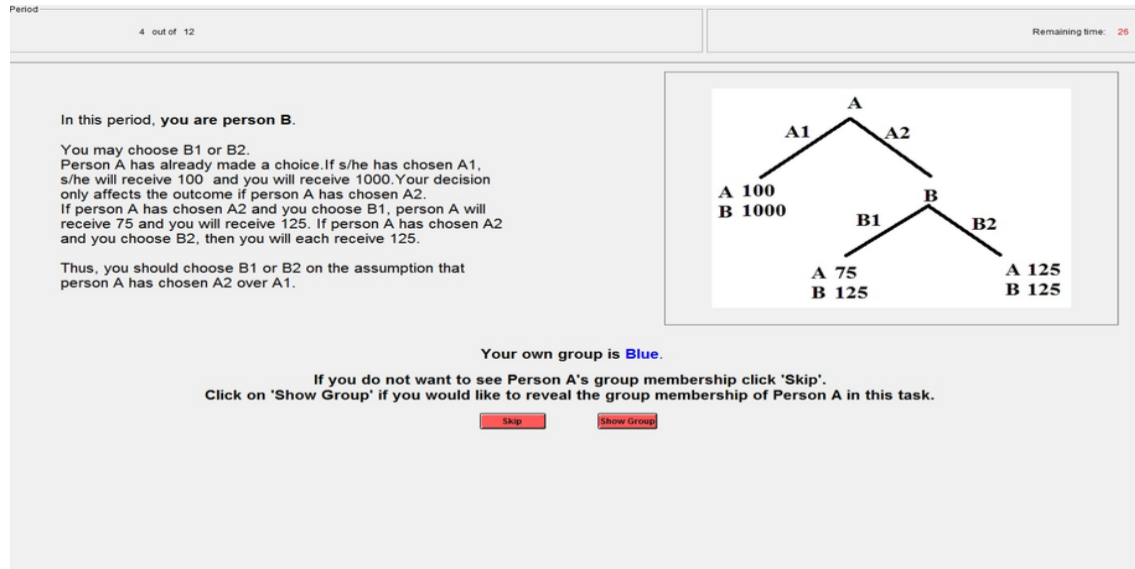 Period
4 out of 12
Remaining time: 26
In this period, you are person B.
You may choose B1 or B2.
Person A has already made a choice.If s/he has chosen A1,
s/he will receive 100 and you will receive 1000.Your decision
only affects the outcome if person A has chosen A2.
If person A has chosen A2 and you choose B1, person A will
receive 75 and you will receive 125. If person A has chosen A2
and you choose B2, then you will each receive 125.
Thus, you should choose B1 or B2 on the assumption that
person A has chosen A2 over A1.
A
A1 A2
A 100
B 1000
B
B1 B2
A 75
B 125
A 125
B 125
Your own group is Blue.
If you do not want to see Person A's group membership click 'Skip'.
Click on 'Show Group' if you would like to reveal the group membership of Person A in this task.
Skip
Show Group